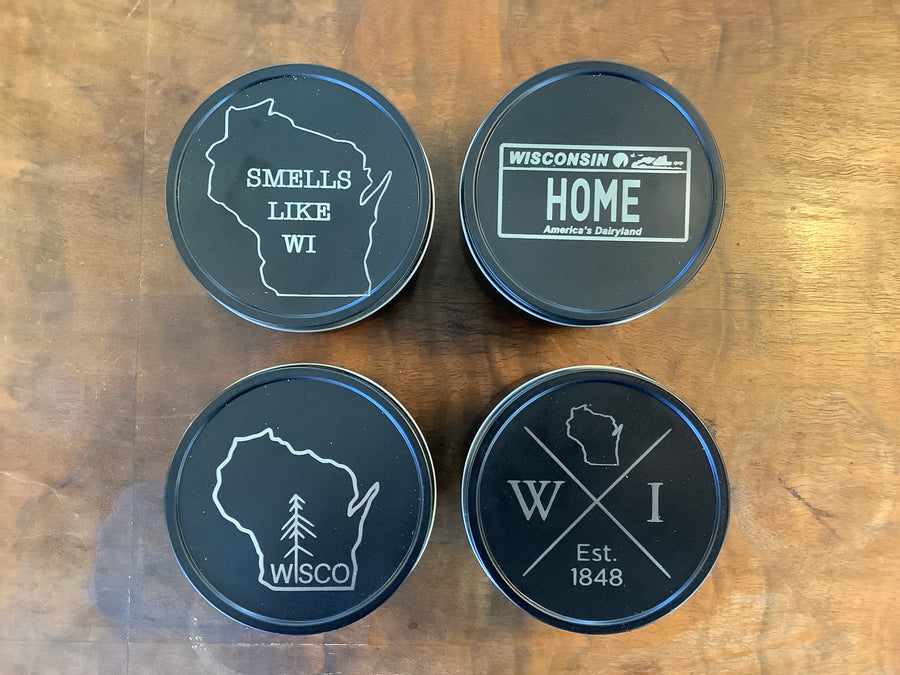 SMELLS
LIKE
WI
WISCONSIN
HOME
America's Dairyland
WISCO
W I
Est.
1848